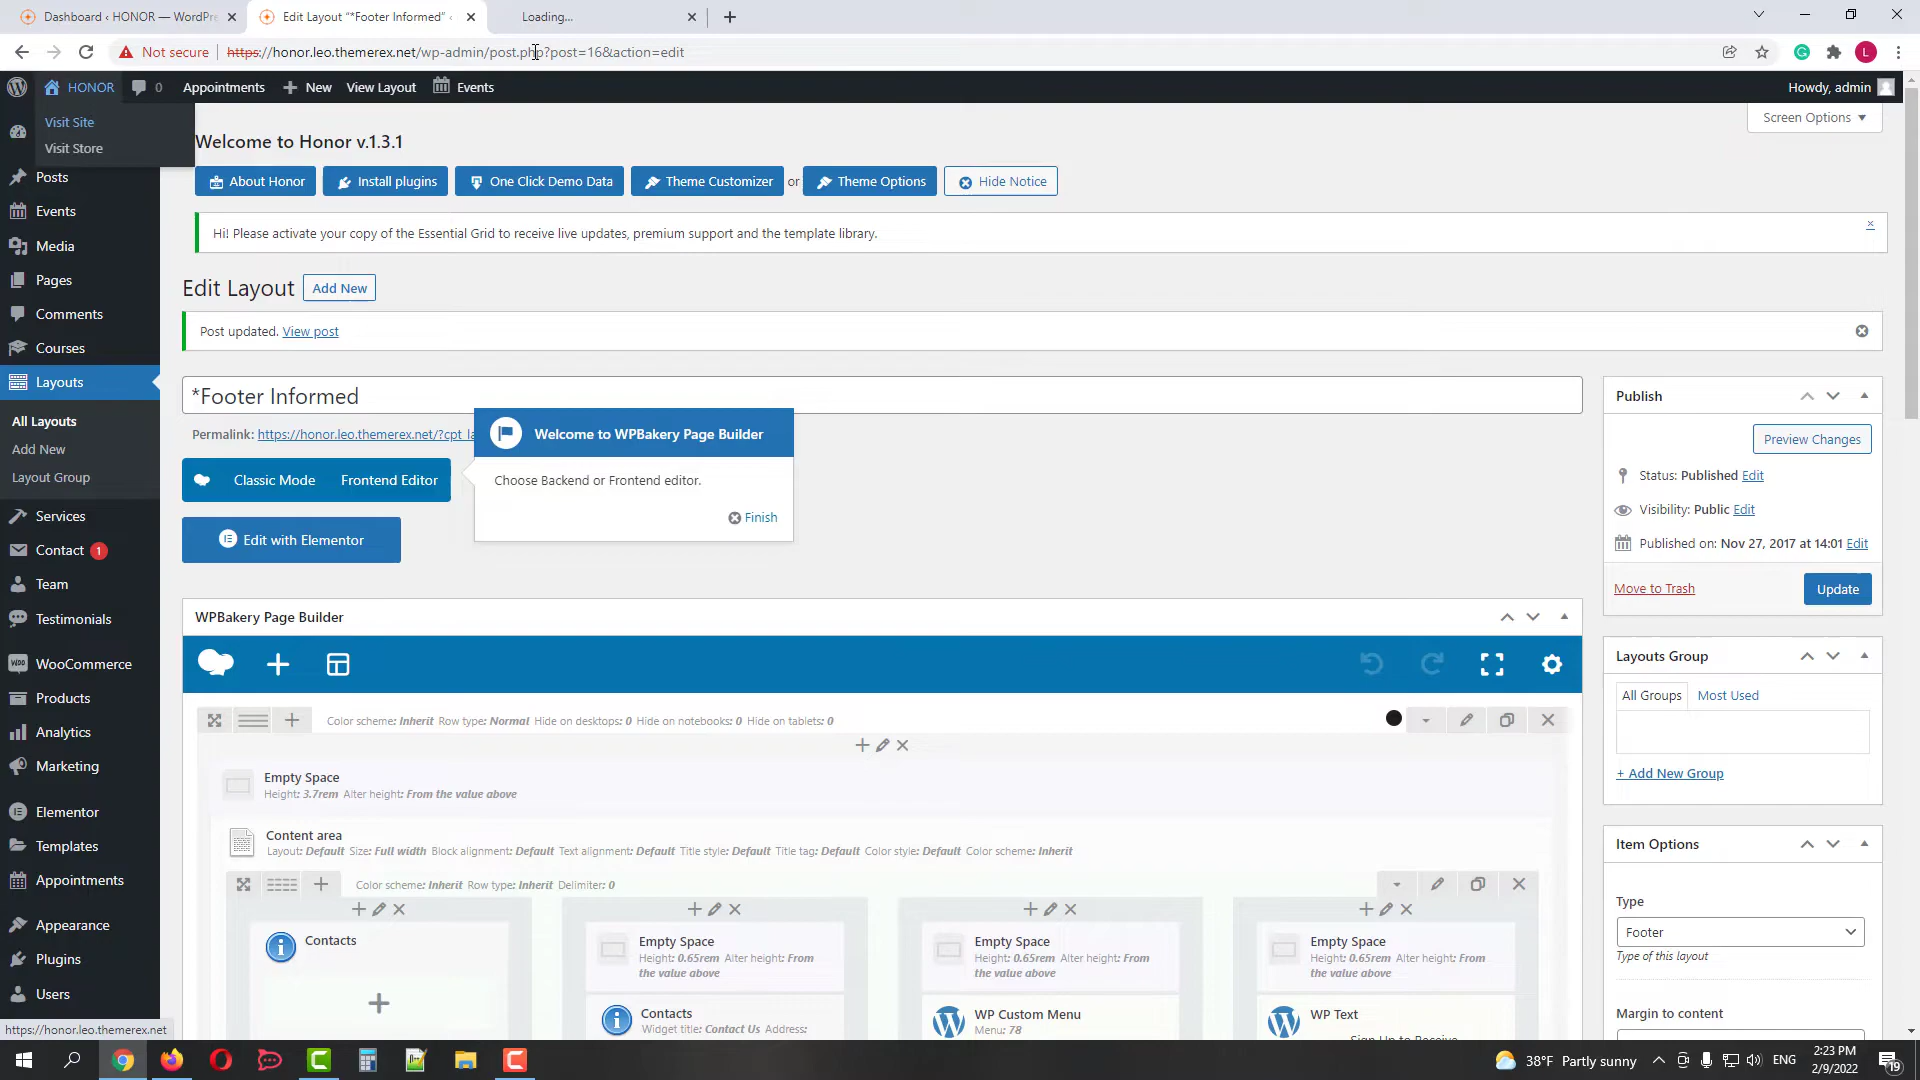 Dashboard ‹ HONOR — WordPre
Edit Layout "*Footer Informed" ‹
Loading...
Not secure
https://honor.leo.themerex.net/wp-admin/post.php?post=16&action=edit
L
HONOR
0
Appointments
New
View Layout
Events
Howdy, admin
Visit Site
Visit Store
Screen Options
Welcome to Honor v.1.3.1
About Honor
Install plugins
One Click Demo Data
Theme Customizer
or
Theme Options
Hide Notice
Hi! Please activate your copy of the Essential Grid to receive live updates, premium support and the template library.
Edit Layout
Add New
Post updated. View post
*Footer Informed
Permalink: https://honor.leo.themerex.net/?cpt_la
Classic Mode
Frontend Editor
Edit with Elementor
Welcome to WPBakery Page Builder
Choose Backend or Frontend editor.
Finish
Posts
Events
Media
Pages
Comments
Courses
Layouts
All Layouts
Add New
Layout Group
Services
Contact 1
Team
Testimonials
WooCommerce
Products
Analytics
Marketing
Elementor
Templates
Appointments
Appearance
Plugins
Users
WPBakery Page Builder
Color scheme: Inherit Row type: Normal Hide on desktops: 0 Hide on notebooks: 0 Hide on tablets: 0
Empty Space
Height: 3.7rem Alter height: From the value above
Content area
Layout: Default Size: Full width Block alignment: Default Text alignment: Default Title style: Default Title tag: Default Color style: Default Color scheme: Inherit
Color scheme: Inherit Row type: Inherit Delimiter: 0
Contacts
Empty Space
Height: 0.65rem Alter height: From
the value above
Contacts
Widget title: Contact Us Address:
Empty Space
Height: 0.65rem Alter height: From
the value above
WP Custom Menu
Menu: 78
Empty Space
Height: 0.65rem Alter height: From
the value above
WP Text
Sign Up to Receive
Publish
Preview Changes
Status: Published Edit
Visibility: Public Edit
Published on: Nov 27, 2017 at 14:01 Edit
Move to Trash
Update
Layouts Group
All Groups
Most Used
+ Add New Group
Item Options
Type
Footer
Type of this layout
Margin to content
https://honor.leo.themerex.net
38°F Partly sunny
ENG
2:23 PM
2/9/2022
19